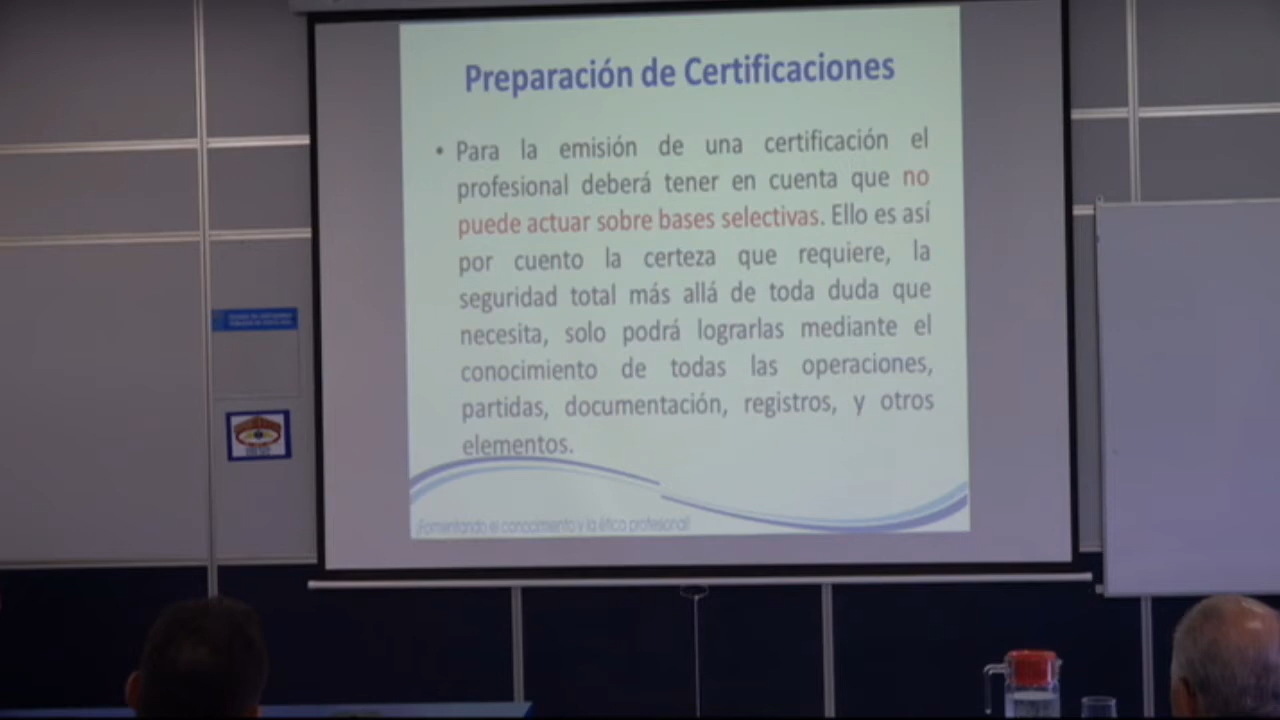 Preparación de Certificaciones
• Para la emisión de una certificación el
profesional deberá tener en cuenta que no
puede actuar sobre bases selectivas. Ello es así
por cuento la certeza que requiere, la
seguridad total más allá de toda duda que
necesita, solo podrá lograrlas mediante el
conocimiento de todas las operaciones,
partidas, documentación, registros, y otros
elementos.
¡Fomentando el conocimiento y la ética profesional!